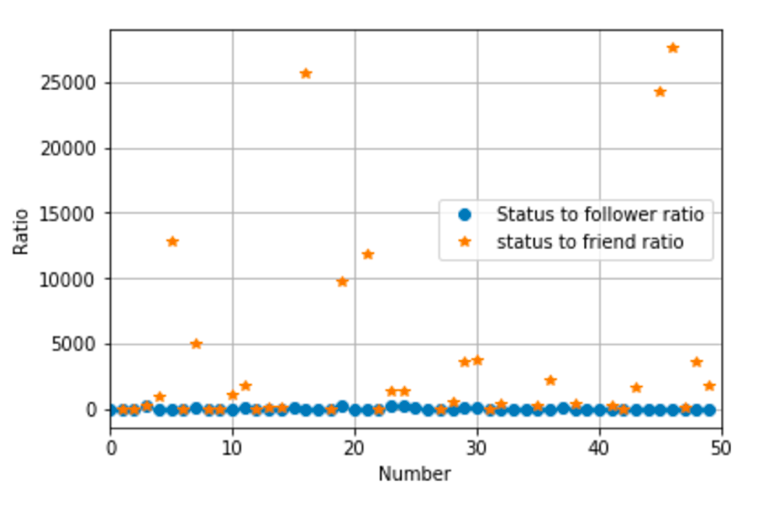 25000
20000
15000
10000
5000
0
Ratio
Status to follower ratio
status to friend ratio
0 10 20 30 40 50
Number